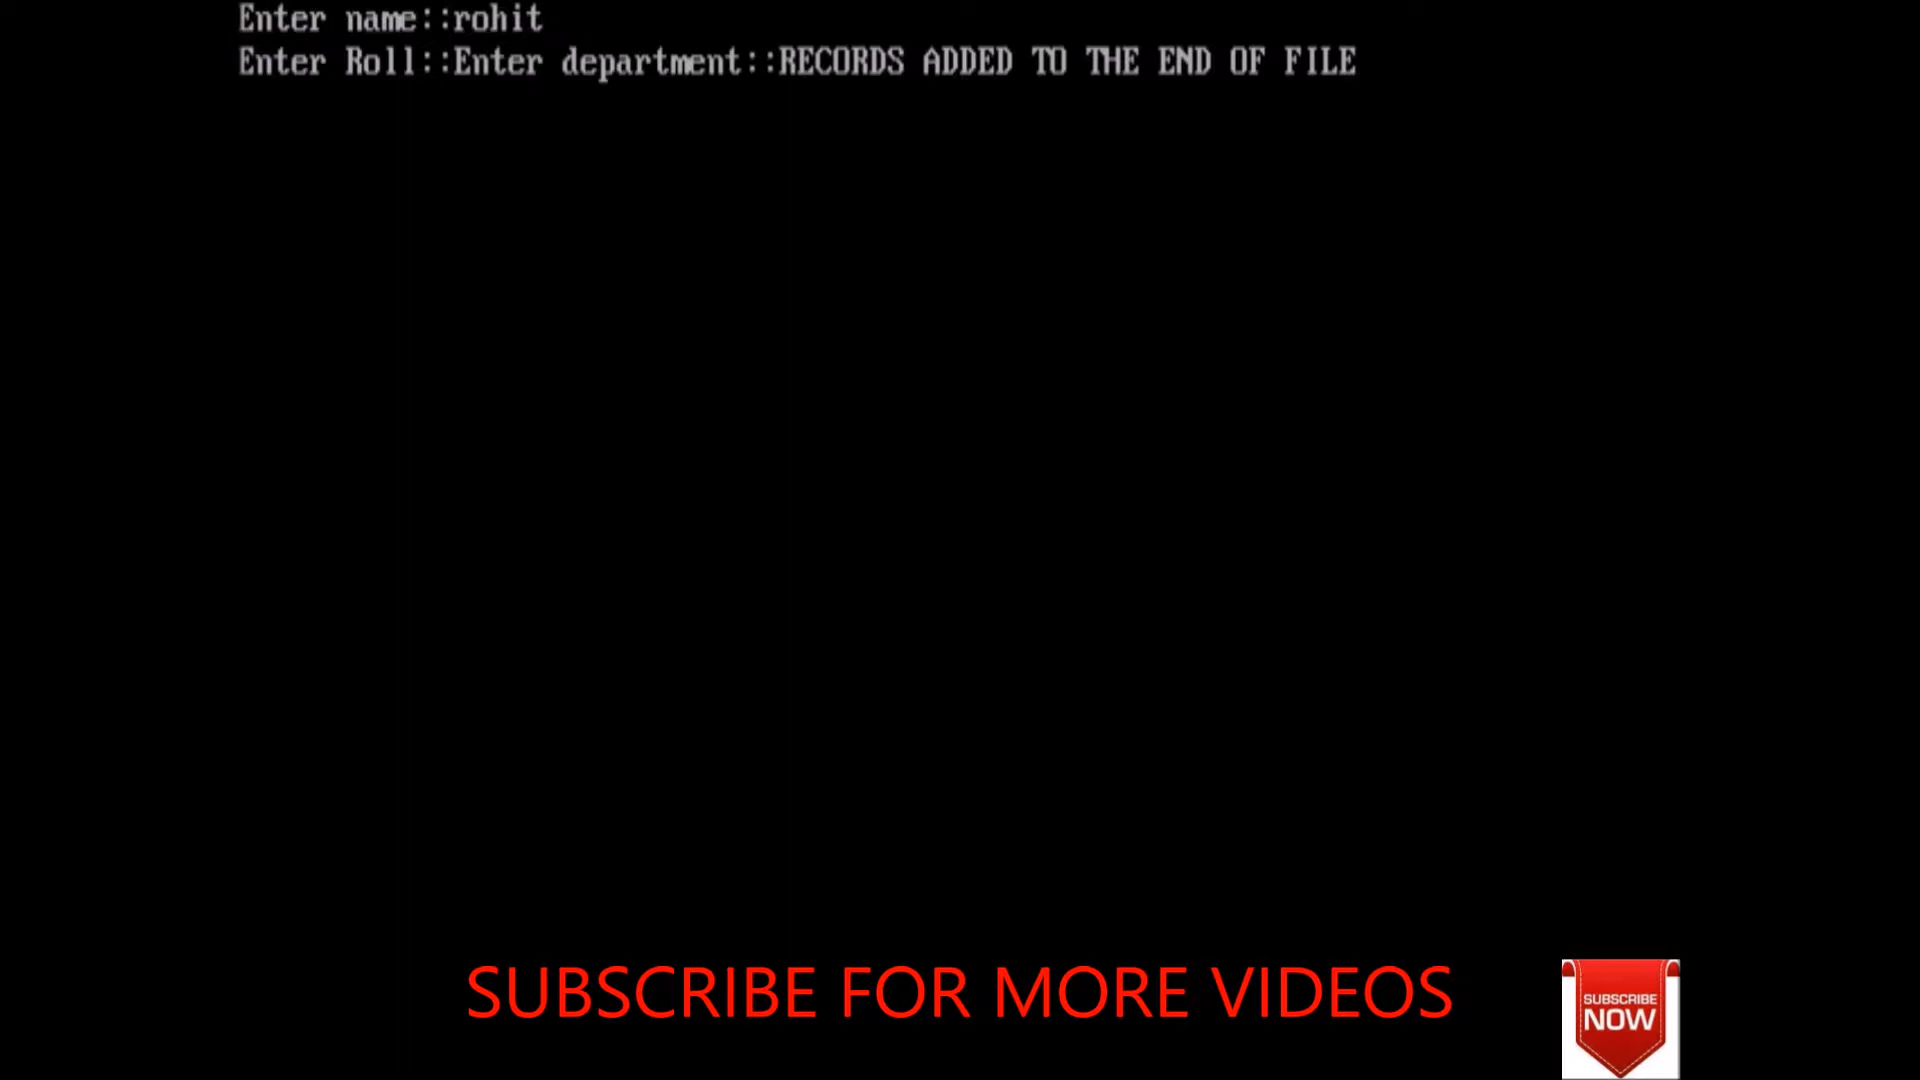 Enter name::rohit
Enter Roll::Enter department::RECORDS ADDED TO THE END OF FILE
SUBSCRIBE FOR MORE VIDEOS
SUBSCRIBE
NOW